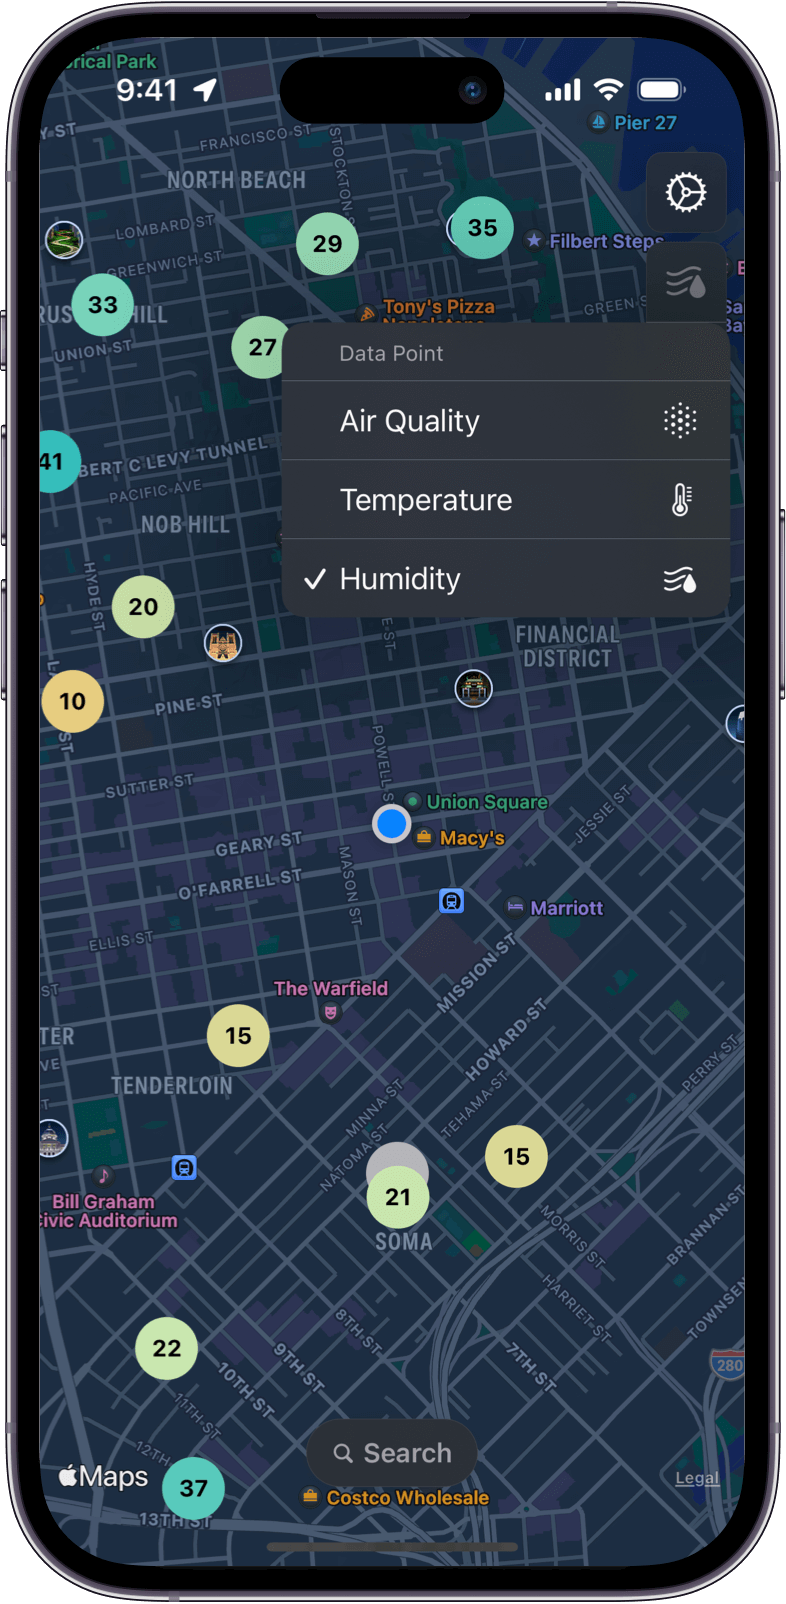 orical Park
9:41
Pier 27
Y ST
FRANCISCO ST
STOCKTON S
NORTH BEACH
LOMBARD ST
35
29
Filbert Steps
GREENWICH ST
33
RUS HILL
Tony's Pizza
GREEN S
Sa
Ba
UNION ST
27
Data Point
Air Quality
41
BERT C LEVY TUNNEL
PACIFIC AVE
Temperature
NOB HILL
HYDE ST
Humidity
20
E ST
FINANCIAL
DISTRICT
10
ST
PINE ST
POWELL S
SUTTER ST
Union Square
JESSIE ST
Macy's
GEARY ST
MASON ST
O'FARRELL ST
Marriott
ELLIS ST
MISSION ST
ST
The Warfield
HOWARD ST
15
TER
VE
PERRY ST
TENDERLOIN
TEHAMA ST
MINNA ST
NATOMA ST
15
21
Bill Graham
ivic Auditorium
SOMA
MORRIS ST
BRANNAN ST
HARRIET ST
TOWNSEN
8TH ST
22
9TH ST
7TH ST
280
10TH ST
11TH ST
12TH
Search
Maps
37
Legal
Costco Wholesale
13TH ST